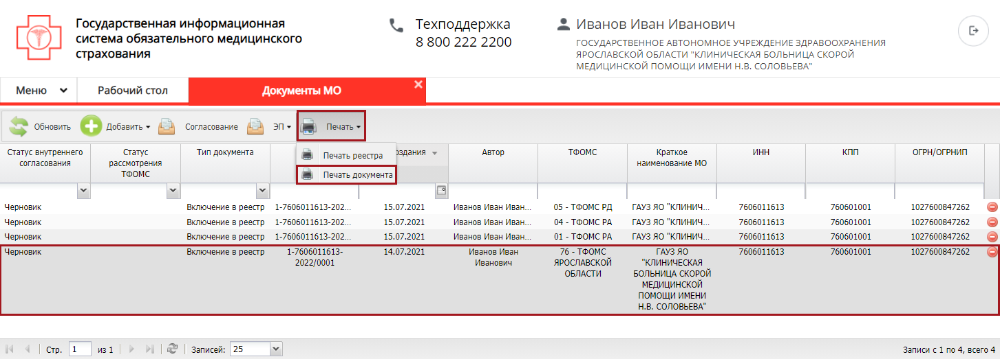 Государственная информационная
система обязательного медицинского
страхования
Техподдержка
8 800 222 2200
Иванов Иван Иванович
ГОСУДАРСТВЕННОЕ АВТОНОМНОЕ УЧРЕЖДЕНИЕ ЗДРАВООХРАНЕНИЯ
ЯРОСЛАВСКОЙ ОБЛАСТИ "КЛИНИЧЕСКАЯ БОЛЬНИЦА СКОРОЙ
МЕДИЦИНСКОЙ ПОМОЩИ ИМЕНИ Н.В. СОЛОВЬЕВА"
Меню Рабочий стол Документы МО
Обновить Добавить Согласование ЭП Печать
Печать реестра
Печать документа
Статус внутреннего
согласования
Статус
рассмотрения
ТФОМС
Тип документа
оздания
Автор
ТФОМС
Краткое
наименование МО
ИНН
КПП
ОГРН/ОГРНИП
Черновик Включение в реестр 1-7606011613-202... 15.07.2021 Иванов Иван Иван... 05 - ТФОМС РД ГАУЗ ЯО "КЛИНИЧ... 7606011613 760601001 1027600847262
Черновик Включение в реестр 1-7606011613-202... 15.07.2021 Иванов Иван Иван... 04 - ТФОМС РА ГАУЗ ЯО "КЛИНИЧ... 7606011613 760601001 1027600847262
Черновик Включение в реестр 1-7606011613-202... 15.07.2021 Иванов Иван Иван... 01 - ТФОМС РА ГАУЗ ЯО "КЛИНИЧ... 7606011613 760601001 1027600847262
Черновик Включение в реестр 1-7606011613- 14.07.2021 Иванов Иван 76 - ТФОМС ГАУЗ ЯО 7606011613 760601001 1027600847262
2022/0001 Иванович ЯРОСЛАВСКОЙ "КЛИНИЧЕСКАЯ
ОБЛАСТИ БОЛЬНИЦА СКОРОЙ
МЕДИЦИНСКОЙ
ПОМОЩИ ИМЕНИ
Н.В. СОЛОВЬЕВА"
Стр. 1 из 1 Записей: 25 Записи с 1 по 4, всего 4